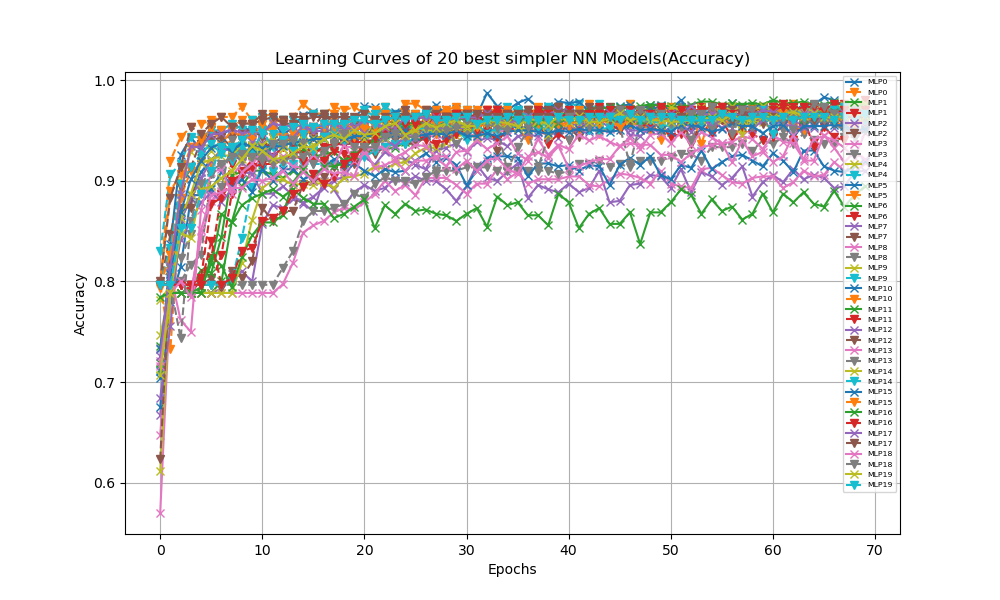 Learning Curves of 20 best simpler NN Models(Accuracy)
1.0
0.9
0.8
0.7
0.6
Accuracy
0
10
20
30
40
50
60
70
Epochs
MLP0
MLP0
MLP1
MLP1
MLP2
MLP2
MLP3
MLP3
MLP4
MLP4
MLP5
MLP5
MLP6
MLP6
MLP7
MLP7
MLP8
MLP8
MLP9
MLP9
MLP10
MLP10
MLP11
MLP11
MLP12
MLP12
MLP13
MLP13
MLP14
MLP14
MLP15
MLP15
MLP16
MLP16
MLP17
MLP17
MLP18
MLP18
MLP19
MLP19